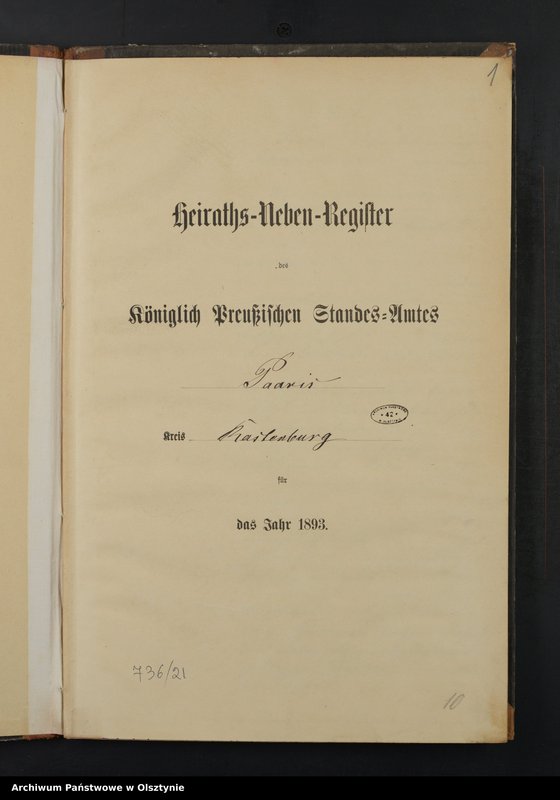 1
Heiraths-Neben-Register
des
Königlich Preußischen Standes-Amtes
Paaris
Kreis Rastenburg
42
für
das Jahr 1893.
736/21
10
Archiwum Państwowe w Olsztynie